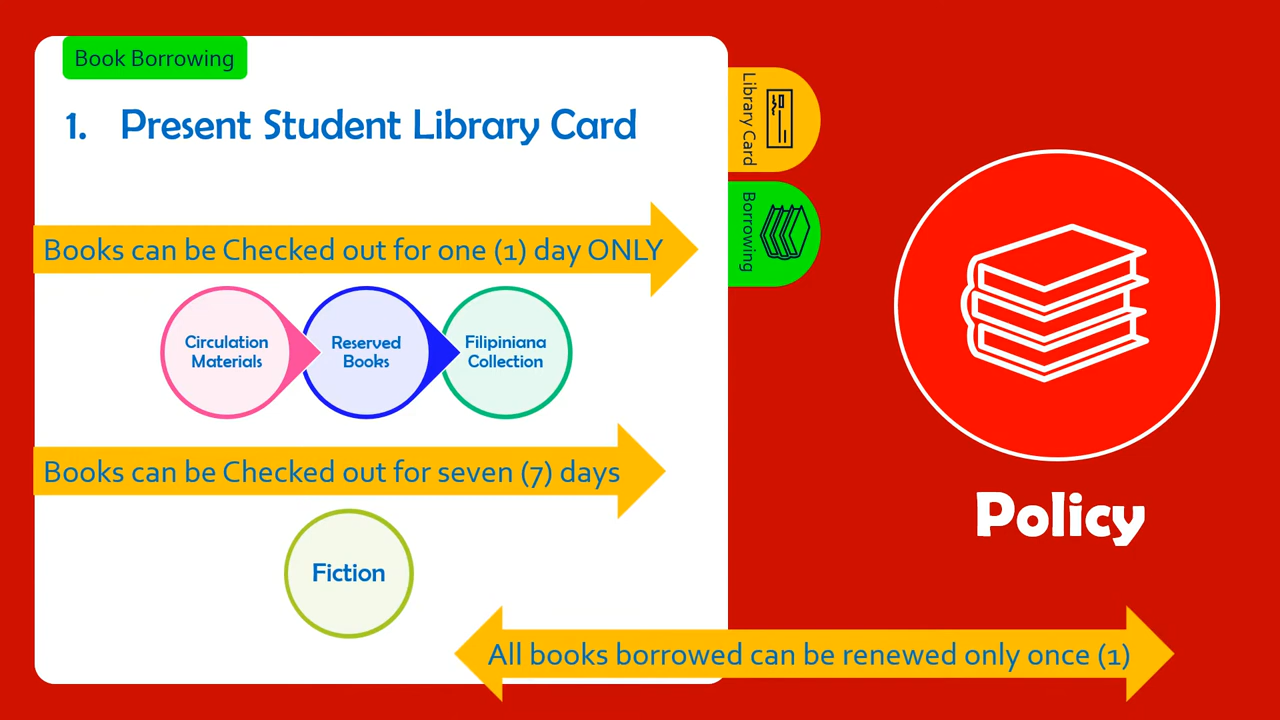 Book Borrowing
1. Present Student Library Card
Library Card
Borrowing
Books can be Checked out for one (1) day ONLY
Circulation
Materials
Reserved
Books
Filipiniana
Collection
Books can be Checked out for seven (7) days
Fiction
Policy
All books borrowed can be renewed only once (1)